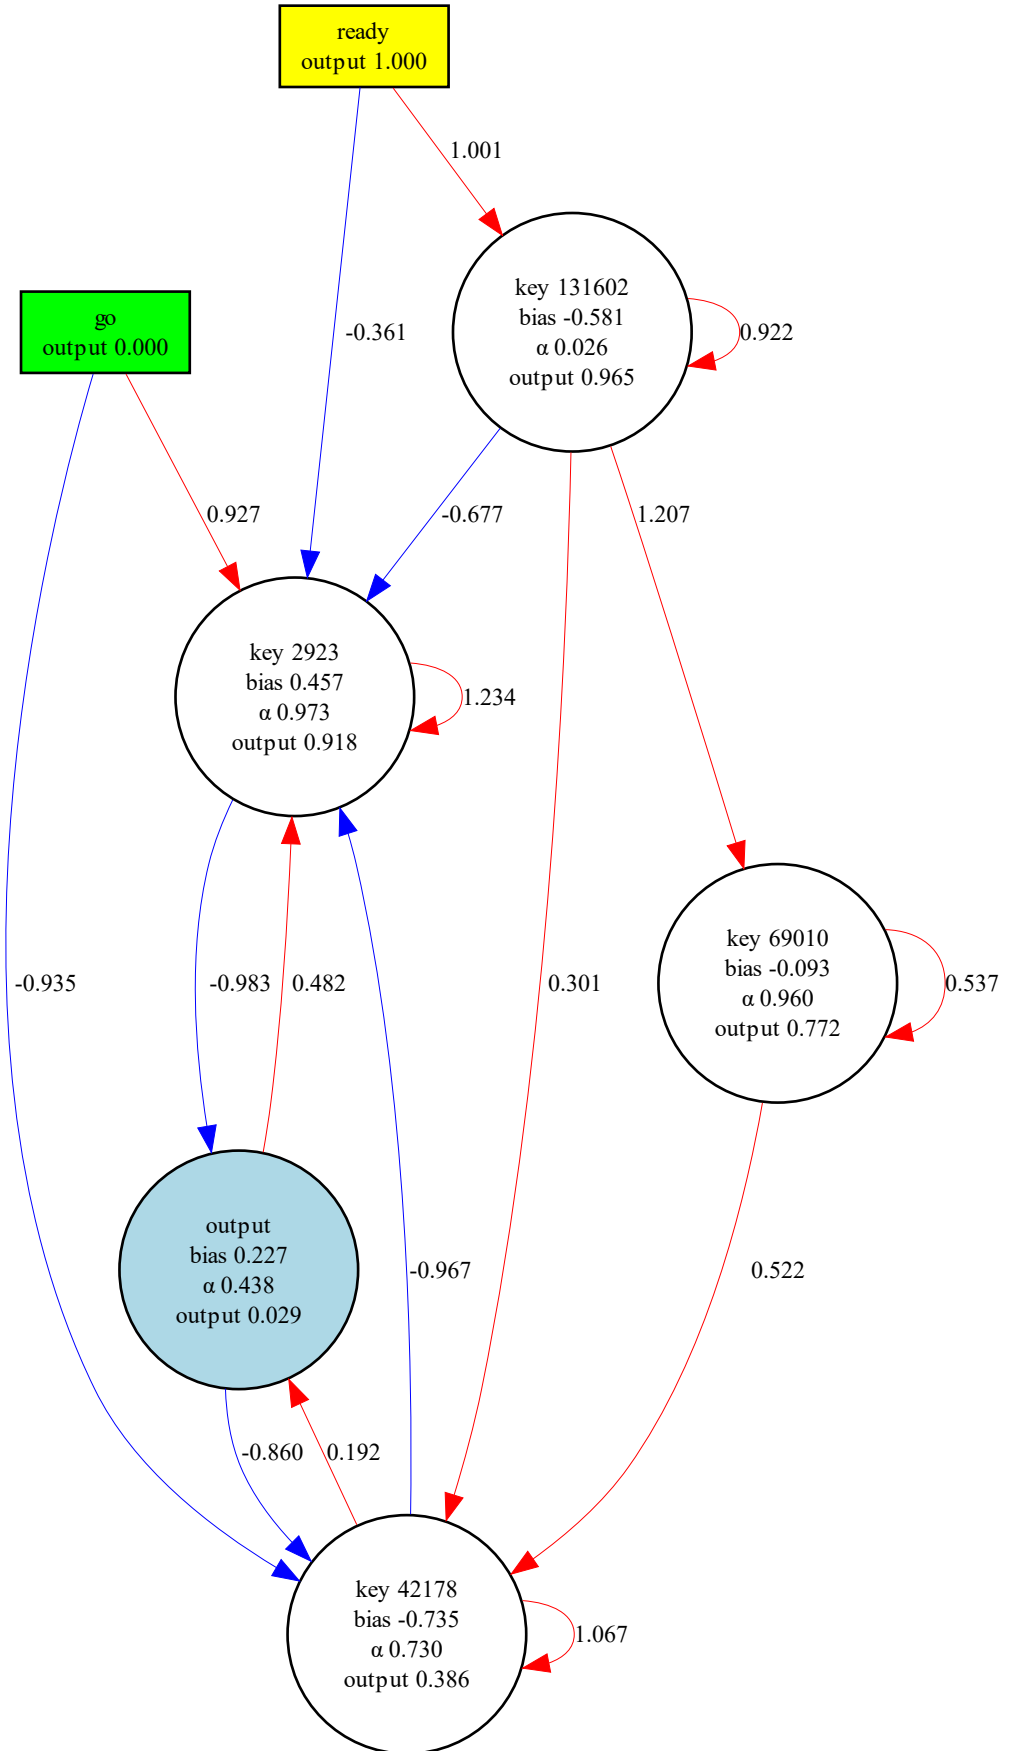 ready
output 1.000
1.001
go
output 0.000
-0.361
key 131602
bias -0.581
α 0.026
output 0.965
0.922
0.927
-0.677
1.207
key 2923
bias 0.457
α 0.973
output 0.918
1.234
key 69010
bias -0.093
α 0.960
output 0.772
-0.935
-0.983
0.482
0.301
0.537
output
bias 0.227
α 0.438
output 0.029
-0.967
0.522
-0.860
0.192
key 42178
bias -0.735
α 0.730
output 0.386
1.067